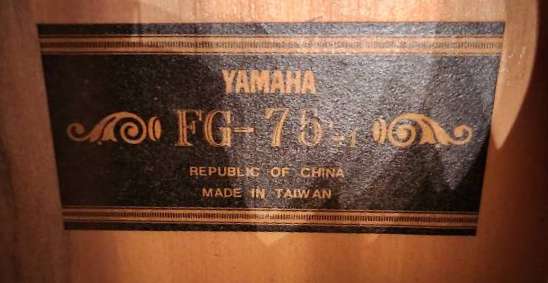 YAMAHA
FG-75
REPUBLIC OF CHINA
MADE IN TAIWAN